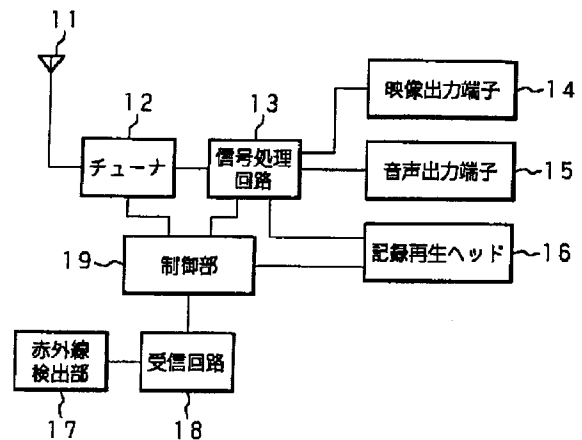 11
12
13
チューナ
信号処理
回路
映像出力端子
14
音声出力端子
15
記録再生ヘッド
16
19
制御部
赤外線
検出部
受信回路
17
18